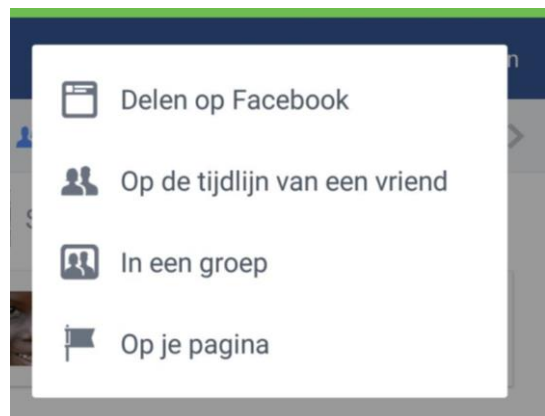 Delen op Facebook
Op de tijdlijn van een vriend
In een groep
Op je pagina